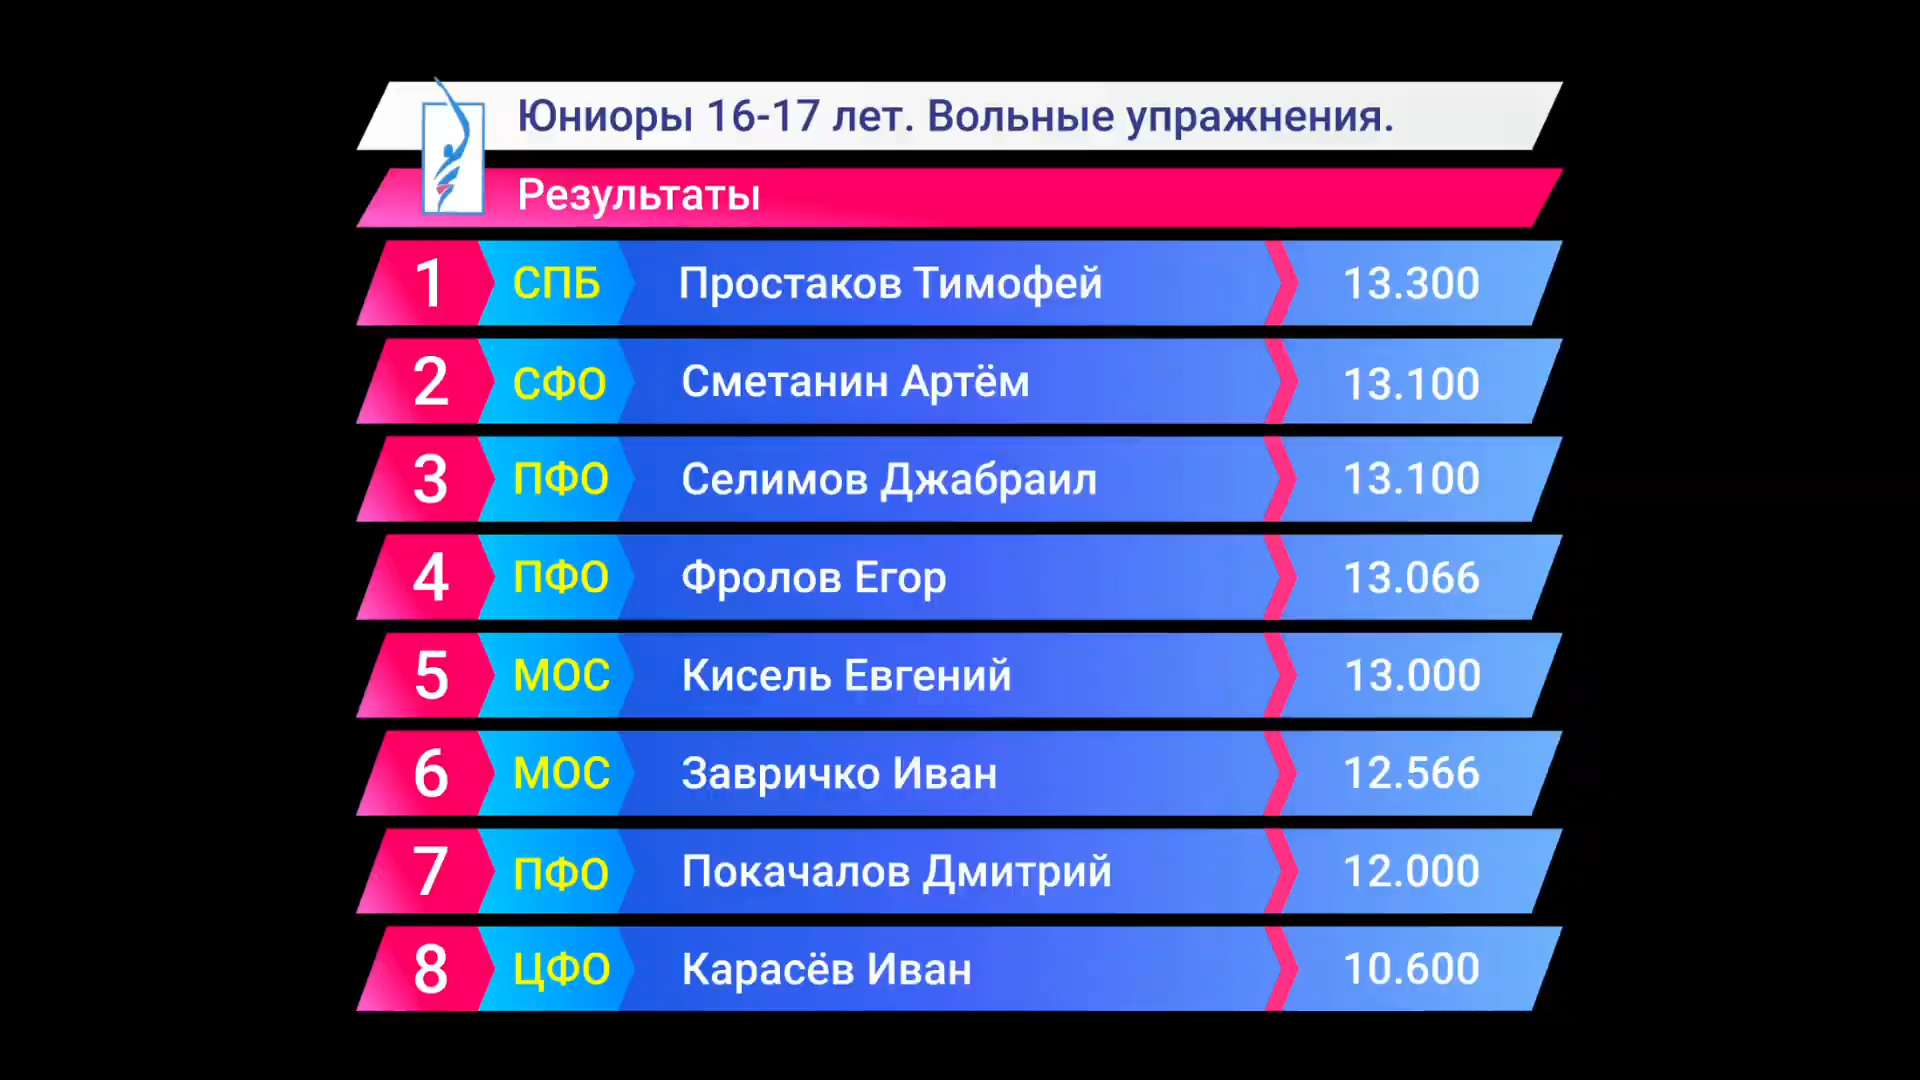 Юниоры 16-17 лет. Вольные упражнения.
Результаты
1 СПБ Простаков Тимофей 13.300
2 СФО Сметанин Артём 13.100
3 ПФО Селимов Джабраил 13.100
4 ПФО Фролов Егор 13.066
5 МОС Кисель Евгений 13.000
6 МОС Завричко Иван 12.566
7 ПФО Покачалов Дмитрий 12.000
8 ЦФО Карасёв Иван 10.600